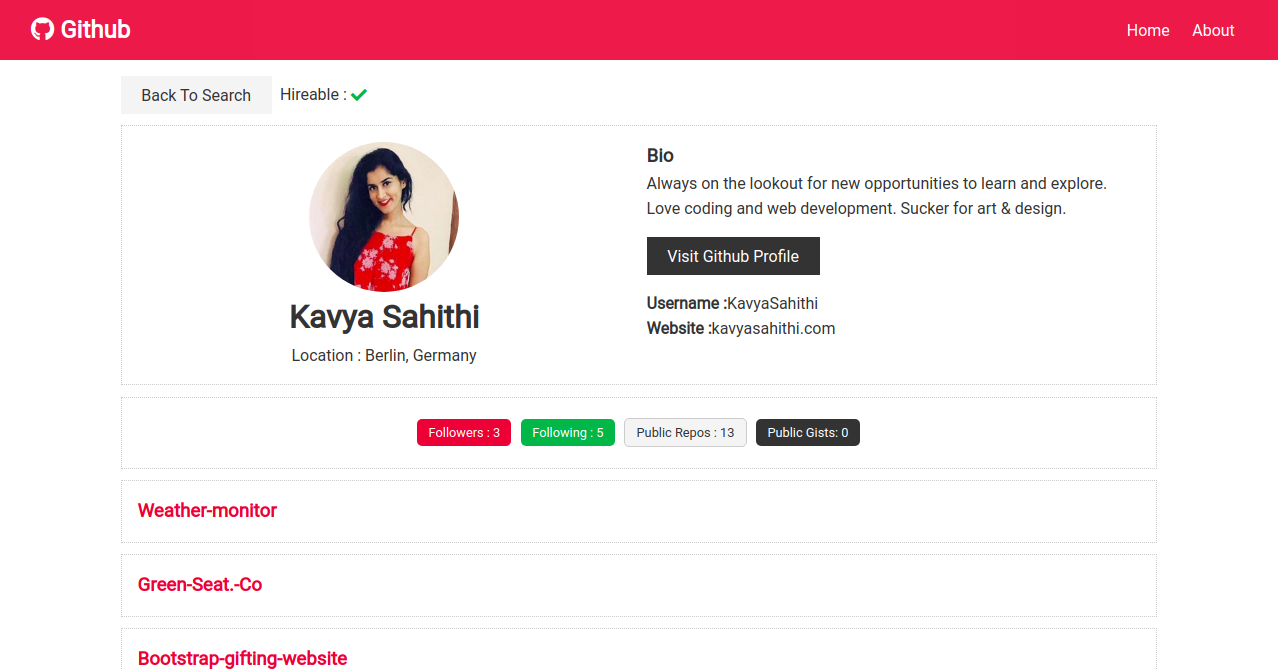 Github
Home About
Back To Search Hireable :
Kavya Sahithi
Location : Berlin, Germany
Bio
Always on the lookout for new opportunities to learn and explore.
Love coding and web development. Sucker for art & design.
Visit Github Profile
Username :KavyaSahithi
Website :kavyasahithi.com
Followers : 3 Following : 5 Public Repos : 13 Public Gists: 0
Weather-monitor
Green-Seat.-Co
Bootstrap-gifting-website